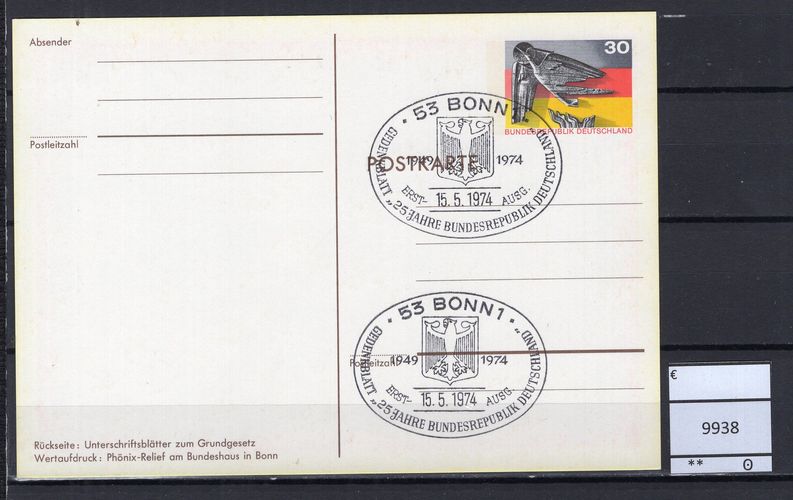 Absender
Postleitzahl
30
BUNDESREPUBLIK DEUTSCHLAND
POSTKARTE
53 BONN 1
1949 1974
ERST- 15.5.1974 AUSG.
GEDENKBLATT „25 JAHRE BUNDESREPUBLIK DEUTSCHLAND
Postleitzahl
53 BONN 1
1949 1974
ERST- 15.5.1974 AUSG.
GEDENKBLATT „25 JAHRE BUNDESREPUBLIK DEUTSCHLAND"
Rückseite: Unterschriftsblätter zum Grundgesetz
Wertaufdruck: Phönix-Relief am Bundeshaus in Bonn
€
9938
** ʘ